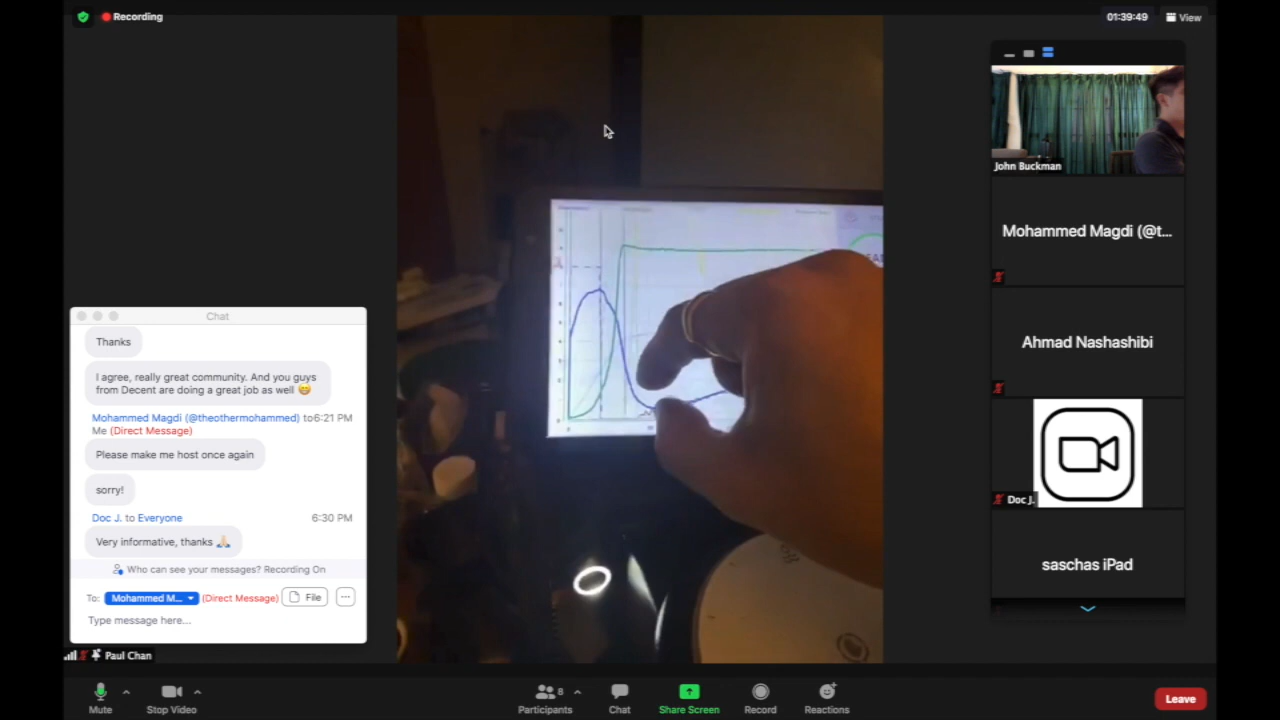 Recording
01:39:49
View
John Buckman
Mohammed Magdi (@t...
Ahmad Nashashibi
Doc J.
saschas iPad
Chat
Thanks
I agree, really great community. And you guys
from Decent are doing a great job as well 😄
Mohammed Magdi (@theothermohammed) to 6:21 PM
Me (Direct Message)
Please make me host once again
sorry!
Doc J. to Everyone 6:30 PM
Very informative, thanks 🙏🏻
Who can see your messages? Recording On
To: Mohammed M... (Direct Message) File
Type message here...
Paul Chan
Mute
Stop Video
Participants 8
Chat
Share Screen
Record
Reactions
Leave